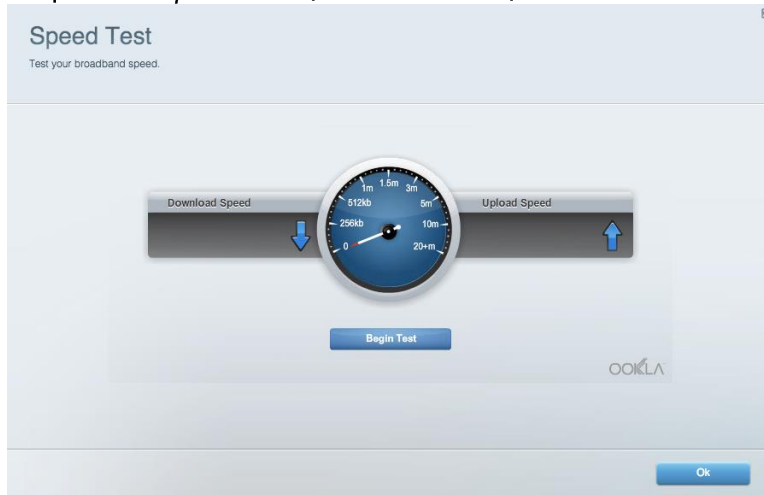 Speed Test
Test your broadband speed.
Download Speed
Upload Speed
1m 1.5m 3m
512kb 5m
256kb 10m
0 20+m
Begin Test
OOKLA
Ok